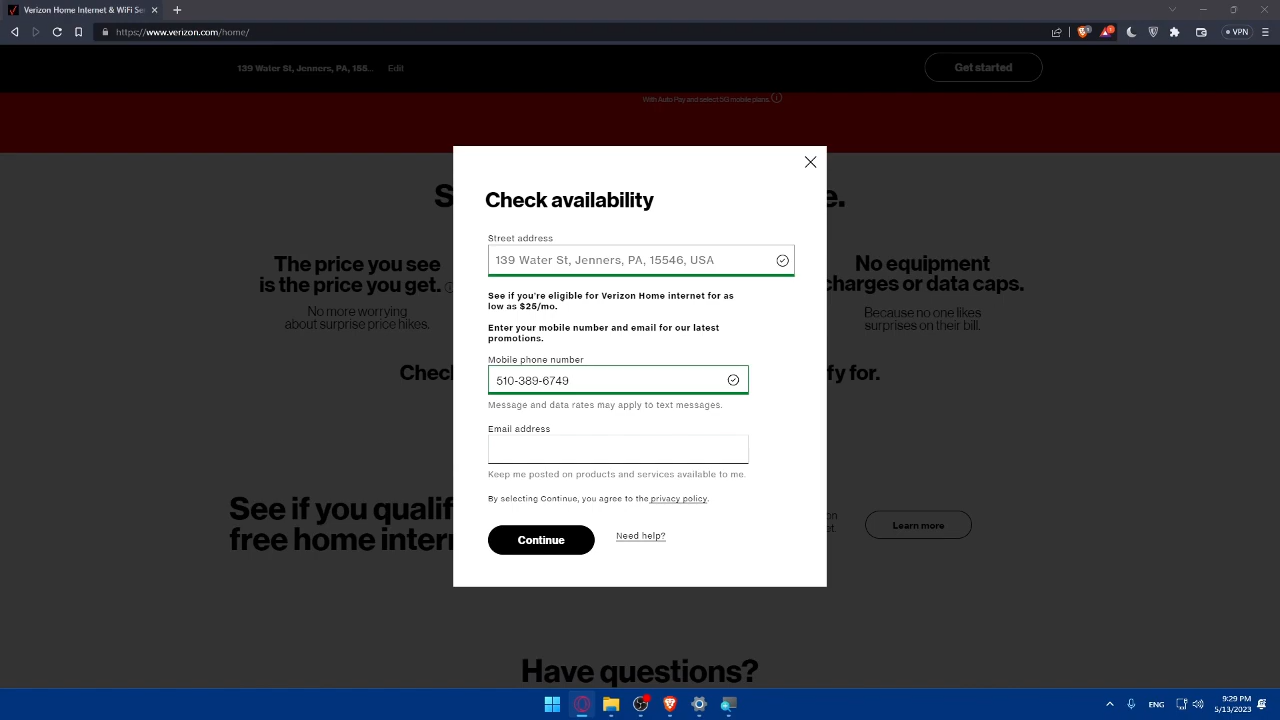 Verizon Home Internet & WiFi Se
https://www.verizon.com/home/
VPN
139 Water St, Jenners, PA, 155...
Edit
Get started
With Auto Pay and select 5G mobile plans.
Check availability
Street address
139 Water St, Jenners, PA, 15546, USA
See if you're eligible for Verizon Home internet for as
low as $25/mo.
Enter your mobile number and email for our latest
promotions.
Mobile phone number
510-389-6749
Message and data rates may apply to text messages.
Email address
Keep me posted on products and services available to me.
By selecting Continue, you agree to the privacy policy.
Continue
Need help?
The price you see
is the price you get.
No more worrying
about surprise price hikes.
No equipment
charges or data caps.
Because no one likes
surprises on their bill.
Check
fy for.
See if you qualif
free home intern
Learn more
Have questions?
ENG
9:29 PM
5/13/2023